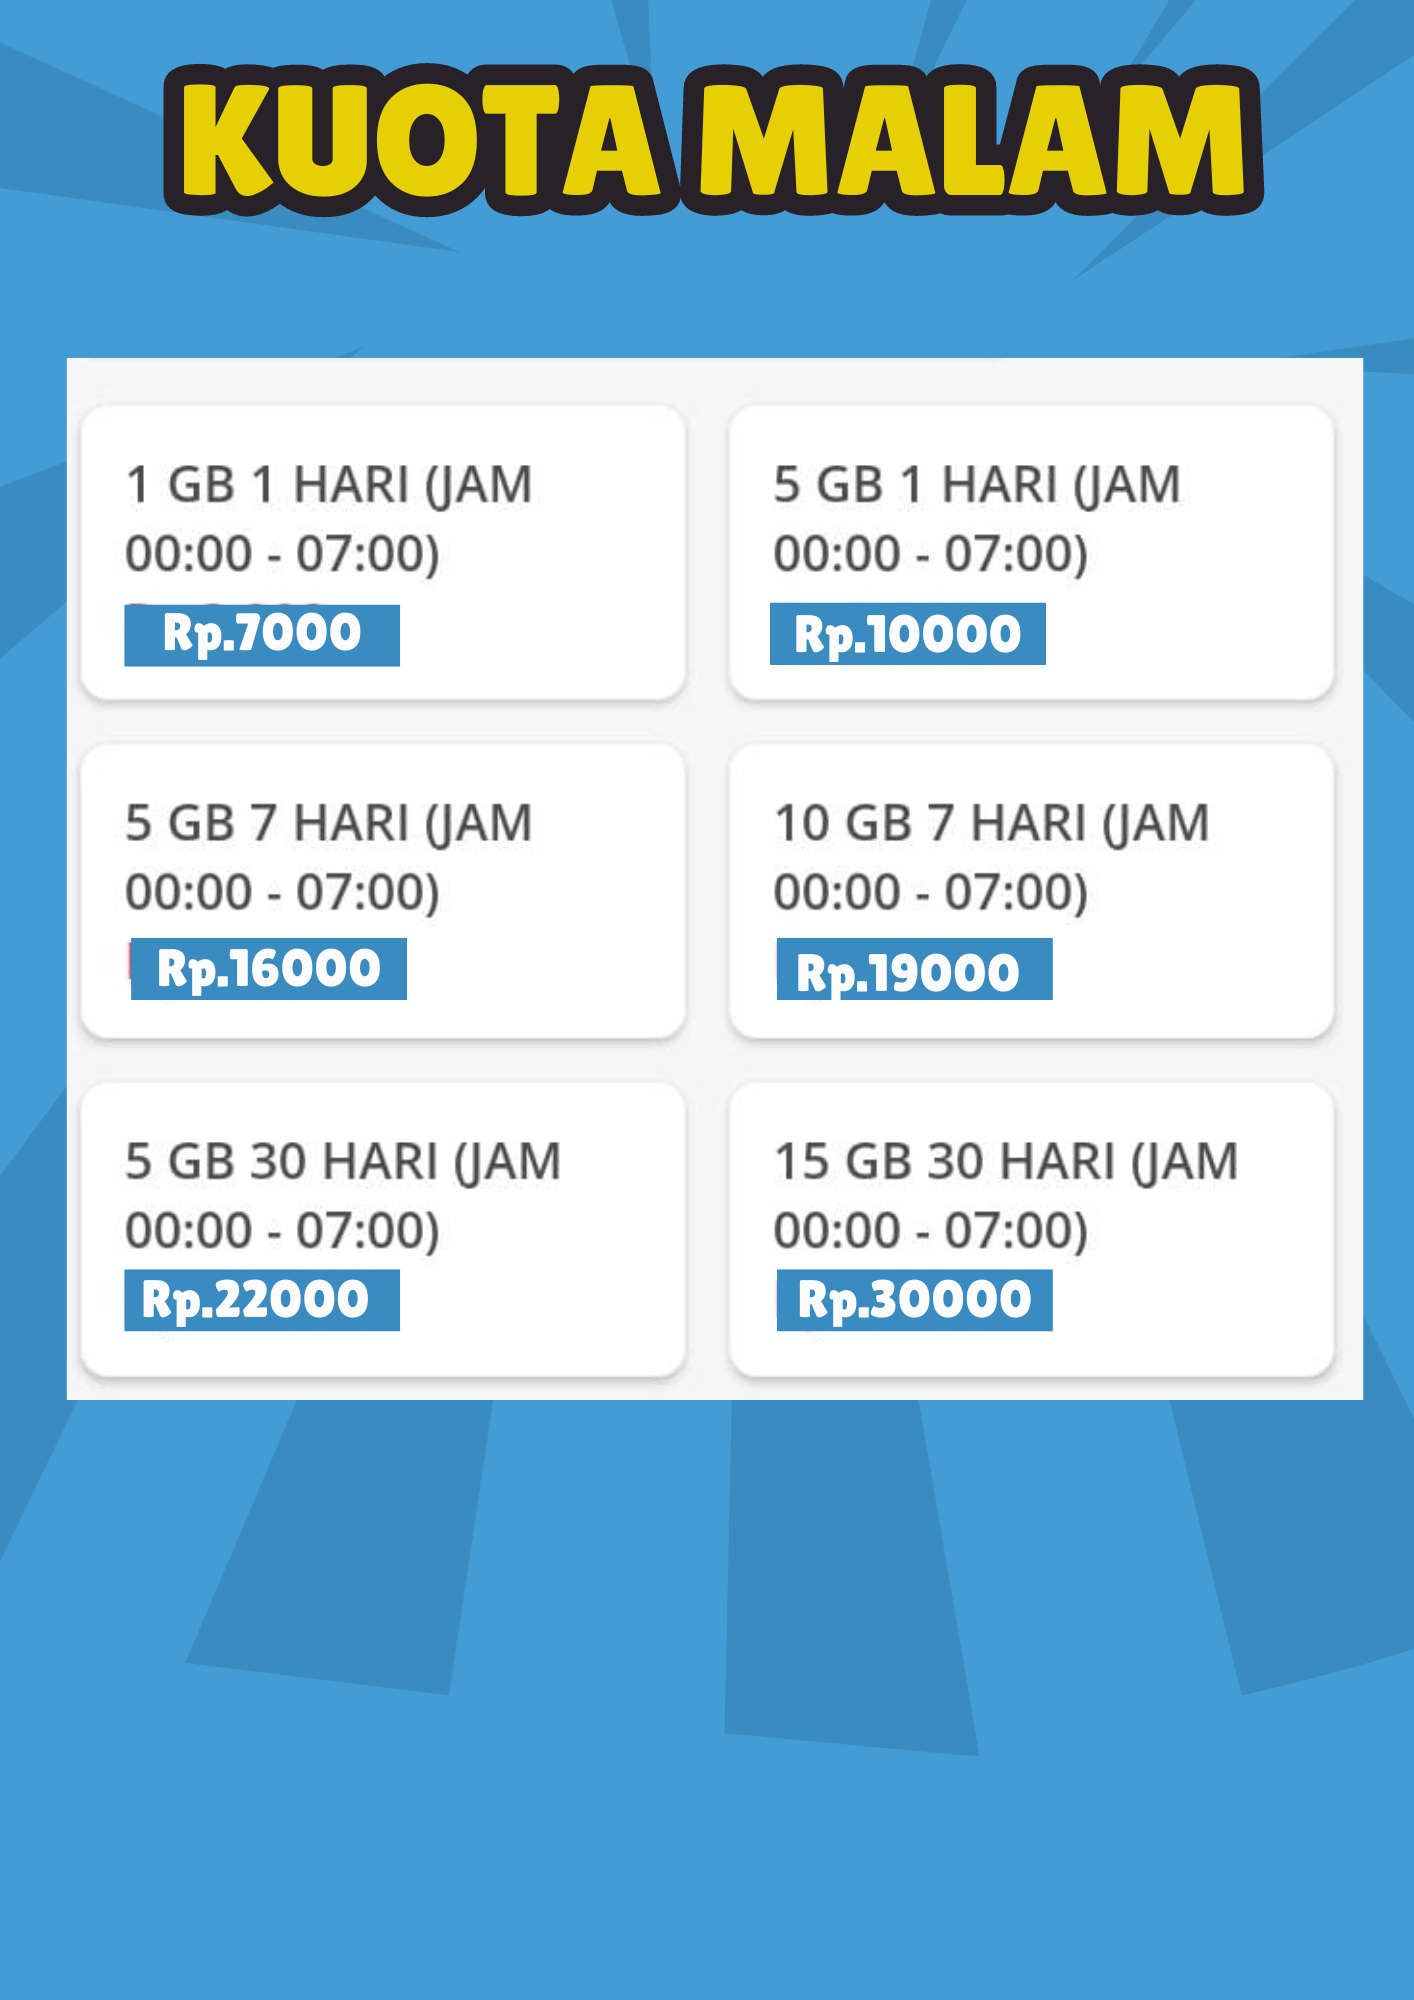 KUOTA MALAM
1 GB 1 HARI (JAM
00:00 - 07:00)
Rp.7000
5 GB 1 HARI (JAM
00:00 - 07:00)
Rp.10000
5 GB 7 HARI (JAM
00:00 - 07:00)
Rp.16000
10 GB 7 HARI (JAM
00:00 - 07:00)
Rp.19000
5 GB 30 HARI (JAM
00:00 - 07:00)
Rp.22000
15 GB 30 HARI (JAM
00:00 - 07:00)
Rp.30000